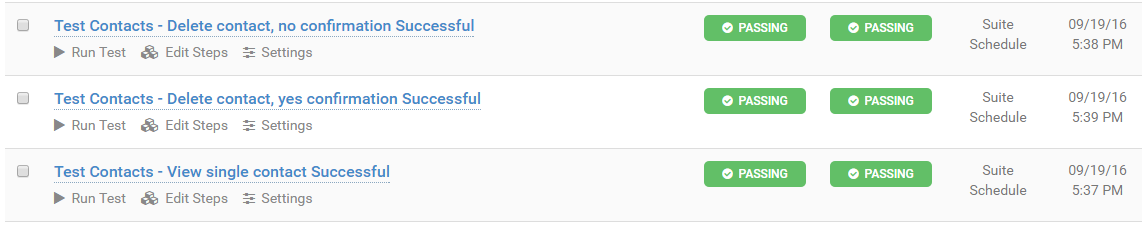 Test Contacts - Delete contact, no confirmation Successful
Run Test Edit Steps Settings
PASSING PASSING
Suite
Schedule
09/19/16
5:38 PM
Test Contacts - Delete contact, yes confirmation Successful
Run Test Edit Steps Settings
PASSING PASSING
Suite
Schedule
09/19/16
5:39 PM
Test Contacts - View single contact Successful
Run Test Edit Steps Settings
PASSING PASSING
Suite
Schedule
09/19/16
5:37 PM